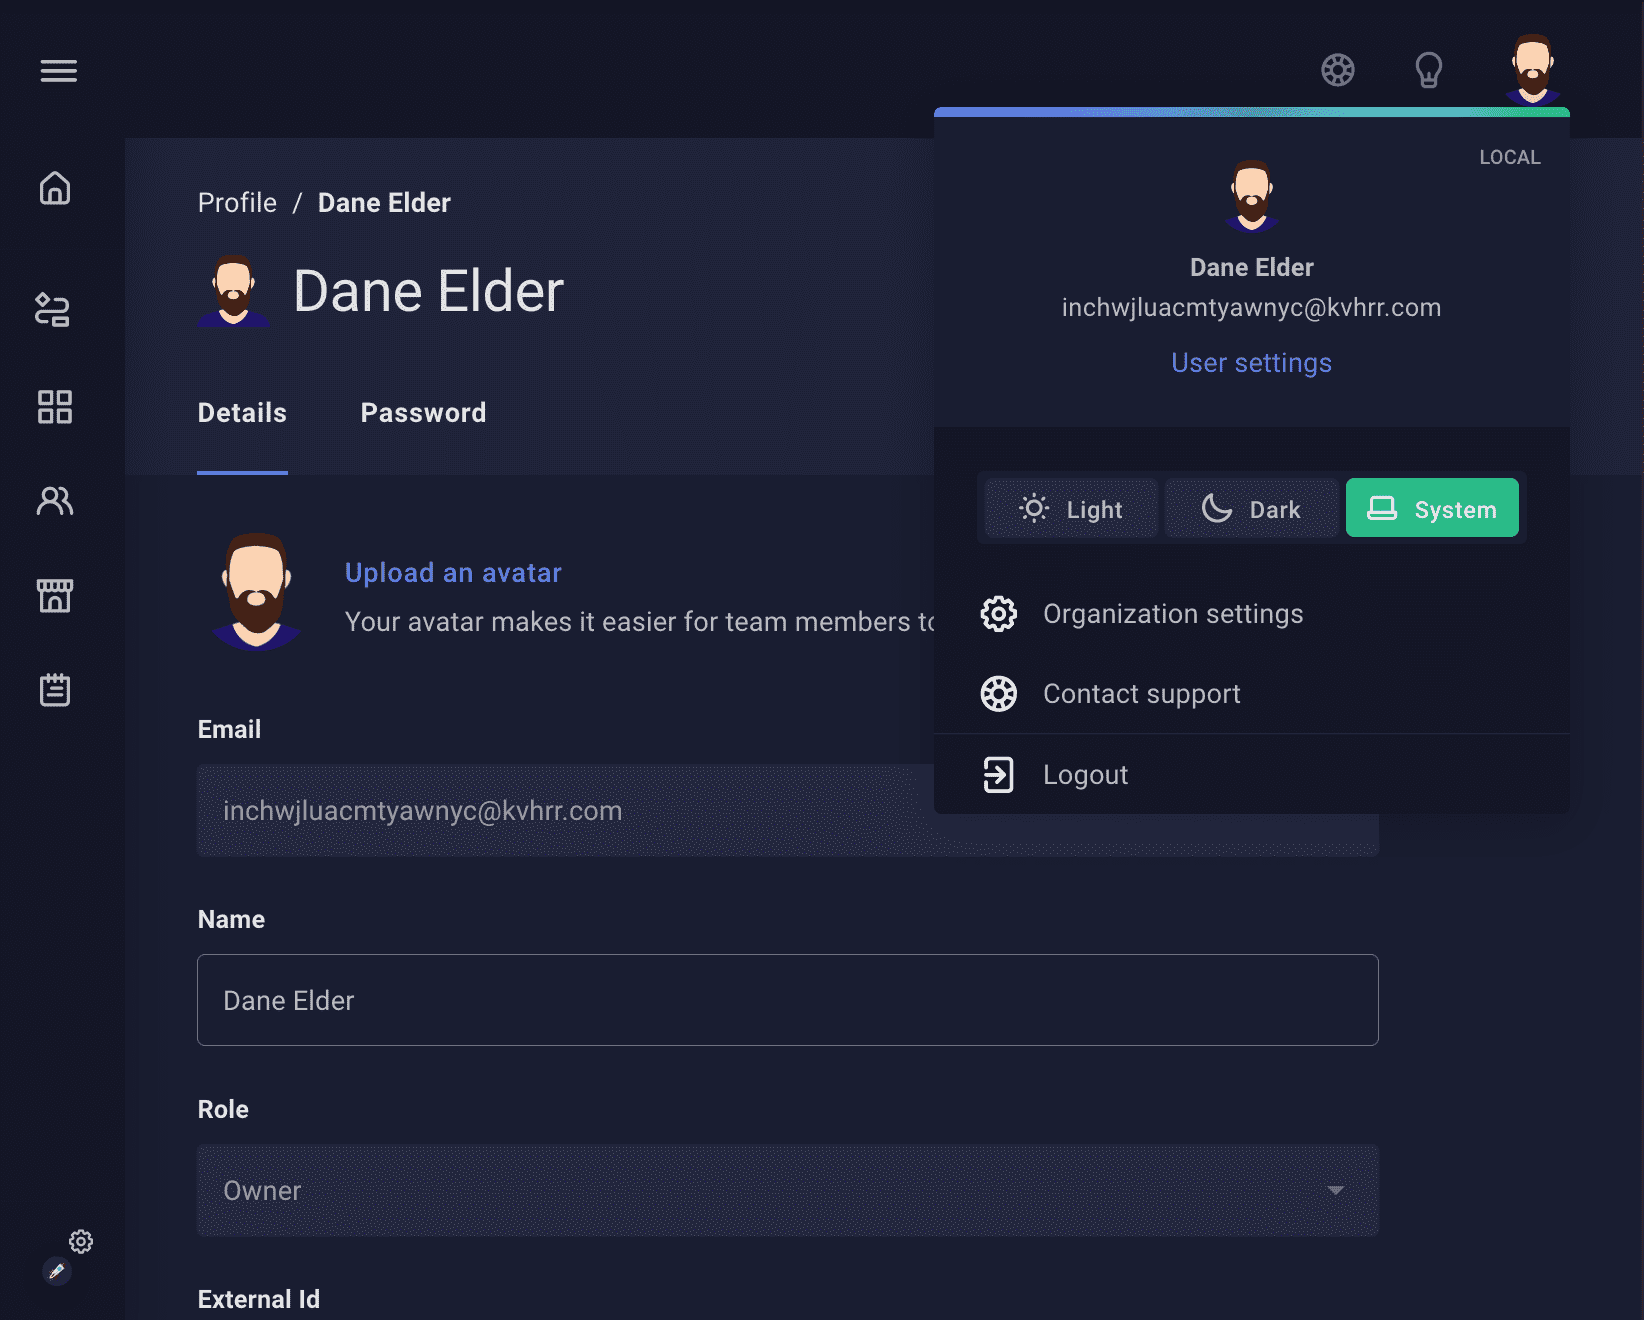 LOCAL
Profile / Dane Elder
Dane Elder
Details
Password
Upload an avatar
Your avatar makes it easier for team members
Email
inchwjluacmtyawnyc@kvhrr.com
Name
Dane Elder
Role
Owner
External Id
Dane Elder
inchwjluacmtyawnyc@kvhrr.com
User settings
Light
Dark
System
Organization settings
Contact support
Logout